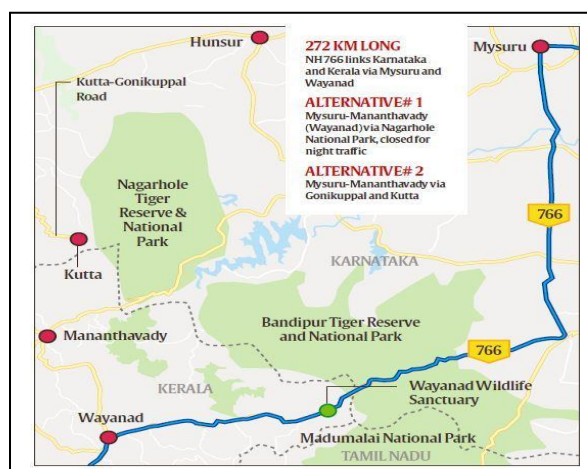 Hunsur
272 KM LONG
NH 766 links Karnataka
and Kerala via Mysuru and
Wayanad
Mysuru
Kutta-Gonikuppal
Road
ALTERNATIVE# 1
Mysuru-Mananthavady
(Wayanad) via Nagarhole
National Park, closed for
night traffic
ALTERNATIVE# 2
Mysuru-Mananthavady via
Gonikuppal and Kutta
Nagarhole
Tiger
Reserve &
National
Park
766
Kutta
KARNATAKA
Mananthavady
Bandipur Tiger Reserve
and National Park
766
KERALA
Wayanad Wildlife
Sanctuary
Wayanad
Madumalai National Park
TAMIL NADU